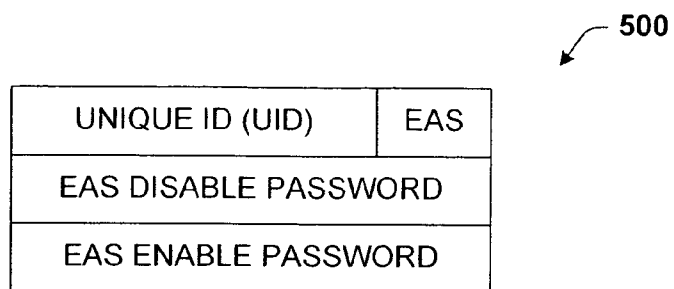 500
UNIQUE ID (UID) EAS
EAS DISABLE PASSWORD
EAS ENABLE PASSWORD